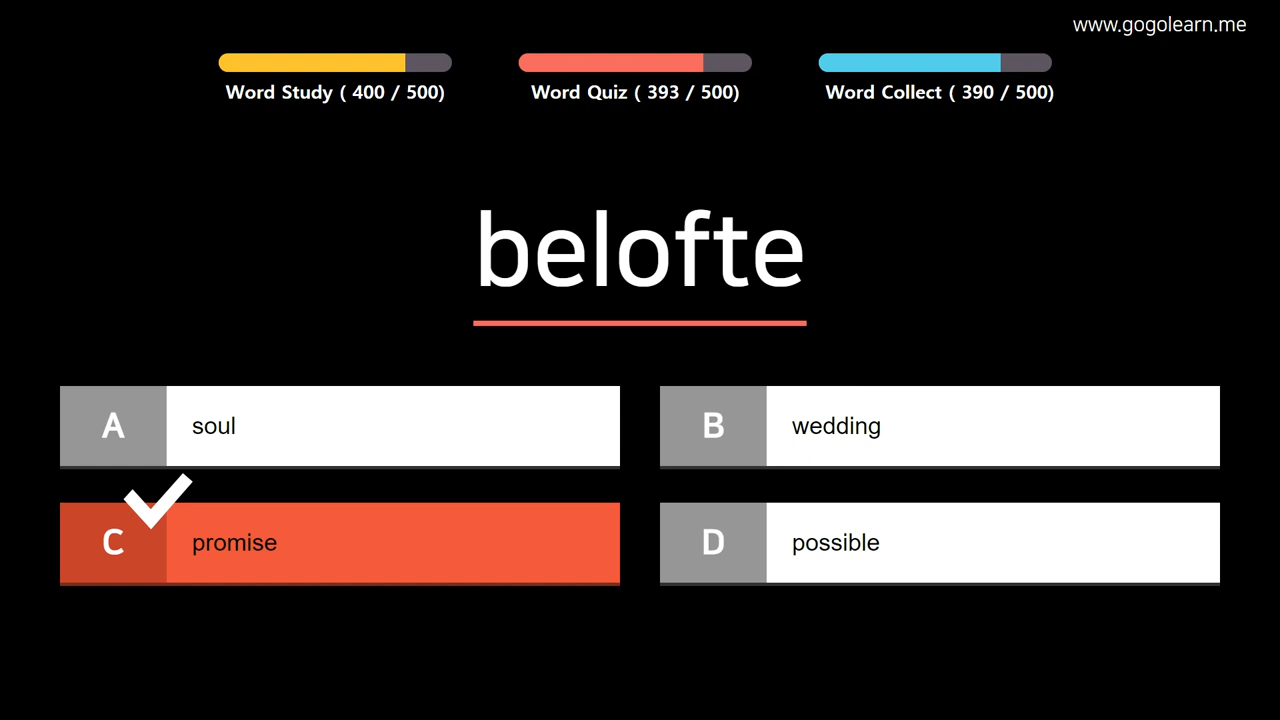 www.gogolearn.me
Word Study ( 400 / 500)
Word Quiz ( 393 / 500)
Word Collect ( 390 / 500)
belofte
A soul
B wedding
C promise
D possible